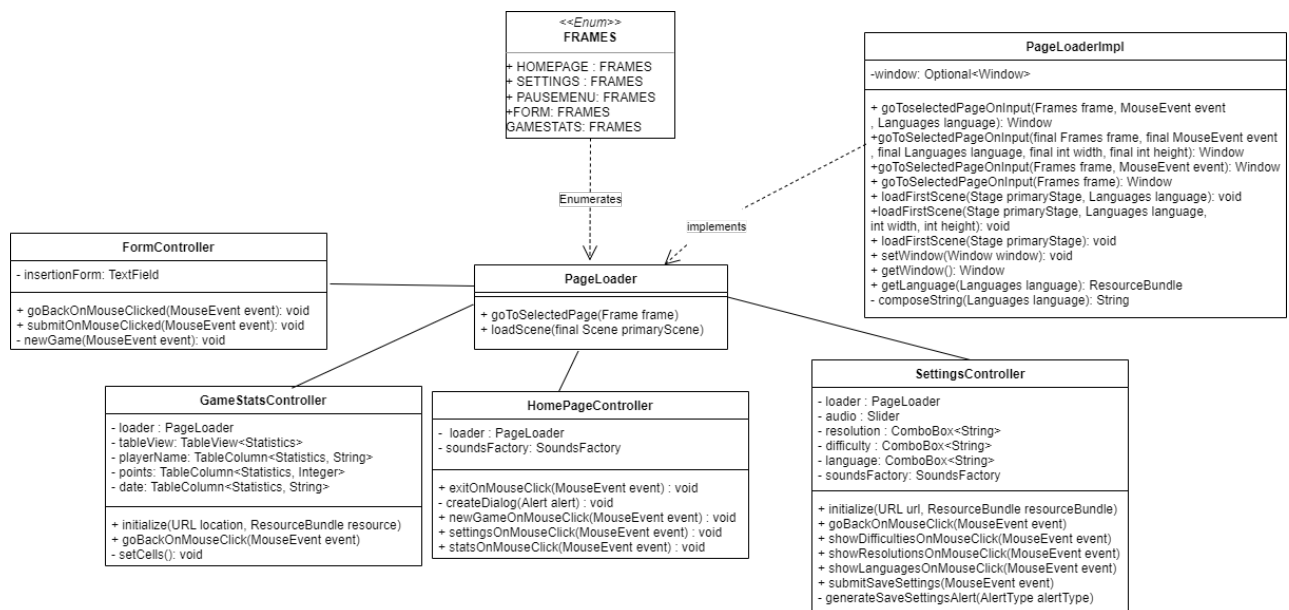 <<Enum>>
FRAMES
+ HOMEPAGE : FRAMES
+ SETTINGS : FRAMES
+ PAUSEMENU: FRAMES
+FORM: FRAMES
GAMESTATS: FRAMES
PageLoaderImpl
-window: Optional<Window>
+ goToselectedPageOnInput(Frames frame, MouseEvent event
, Languages language): Window
+goToSelectedPageOnInput(final Frames frame, final MouseEvent event
, final Languages language, final int width, final int height): Window
+goToSelectedPageOnInput(Frames frame, MouseEvent event): Window
+ goToSelectedPageOnInput(Frames frame): Window
+ loadFirstScene(Stage primaryStage, Languages language): void
+loadFirstScene(Stage primaryStage, Languages language,
int width, int height): void
+ loadFirstScene(Stage primaryStage): void
+ setWindow(Window window): void
+ getWindow(): Window
+ getLanguage(Languages language): ResourceBundle
- composeString(Languages language): String
Enumerates
implements
FormController
- insertionForm: TextField
+ goBackOnMouseClicked(MouseEvent event): void
+ submitOnMouseClicked(MouseEvent event): void
- newGame(MouseEvent event): void
PageLoader
+ goToSelectedPage(Frame frame)
+ loadScene(final Scene primaryScene)
GameStatsController
- loader : PageLoader
- tableView: TableView<Statistics>
- playerName: TableColumn<Statistics, String>
- points: TableColumn<Statistics, Integer>
- date: TableColumn<Statistics, String>
+ initialize(URL location, ResourceBundle resource)
+ goBackOnMouseClick(MouseEvent event)
- setCells(): void
HomePageController
- loader : PageLoader
- soundsFactory: SoundsFactory
+ exitOnMouseClick(MouseEvent event) : void
- createDialog(Alert alert) : void
+ newGameOnMouseClick(MouseEvent event) : void
+ settingsOnMouseClick(MouseEvent event) : void
+ statsOnMouseClick(MouseEvent event) : void
SettingsController
- loader : PageLoader
- audio : Slider
- resolution : ComboBox<String>
- difficulty : ComboBox<String>
- language: ComboBox<String>
- soundsFactory: SoundsFactory
+ initialize(URL url, ResourceBundle resourceBundle)
+ goBackOnMouseClick(MouseEvent event)
+ showDifficultiesOnMouseClick(MouseEvent event)
+ showResolutionsOnMouseClick(MouseEvent event)
+ showLanguagesOnMouseClick(MouseEvent event)
+ submitSaveSettings(MouseEvent event)
- generateSaveSettingsAlert(AlertType alertType)